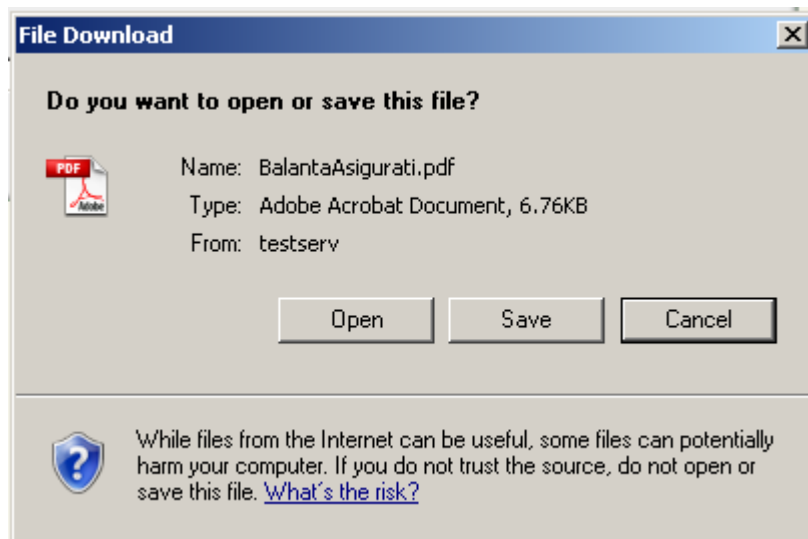 File Download
Do you want to open or save this file?
PDF
Adobe
Name: BalantaAsigurati.pdf
Type: Adobe Acrobat Document, 6.76KB
From: testserv
Open Save Cancel
While files from the Internet can be useful, some files can potentially
harm your computer. If you do not trust the source, do not open or
save this file. What's the risk?